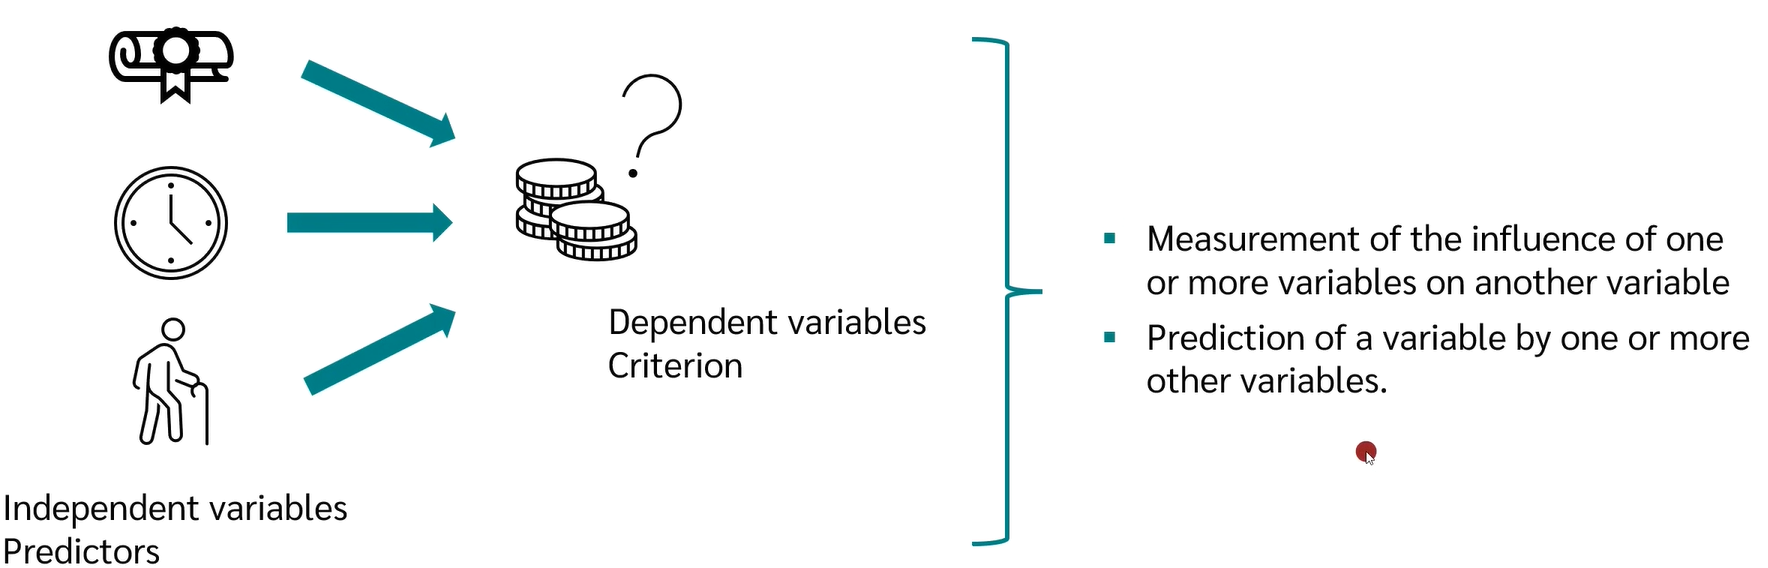 ?
Dependent variables
Criterion
Independent variables
Predictors
▪ Measurement of the influence of one
or more variables on another variable
▪ Prediction of a variable by one or more
other variables.